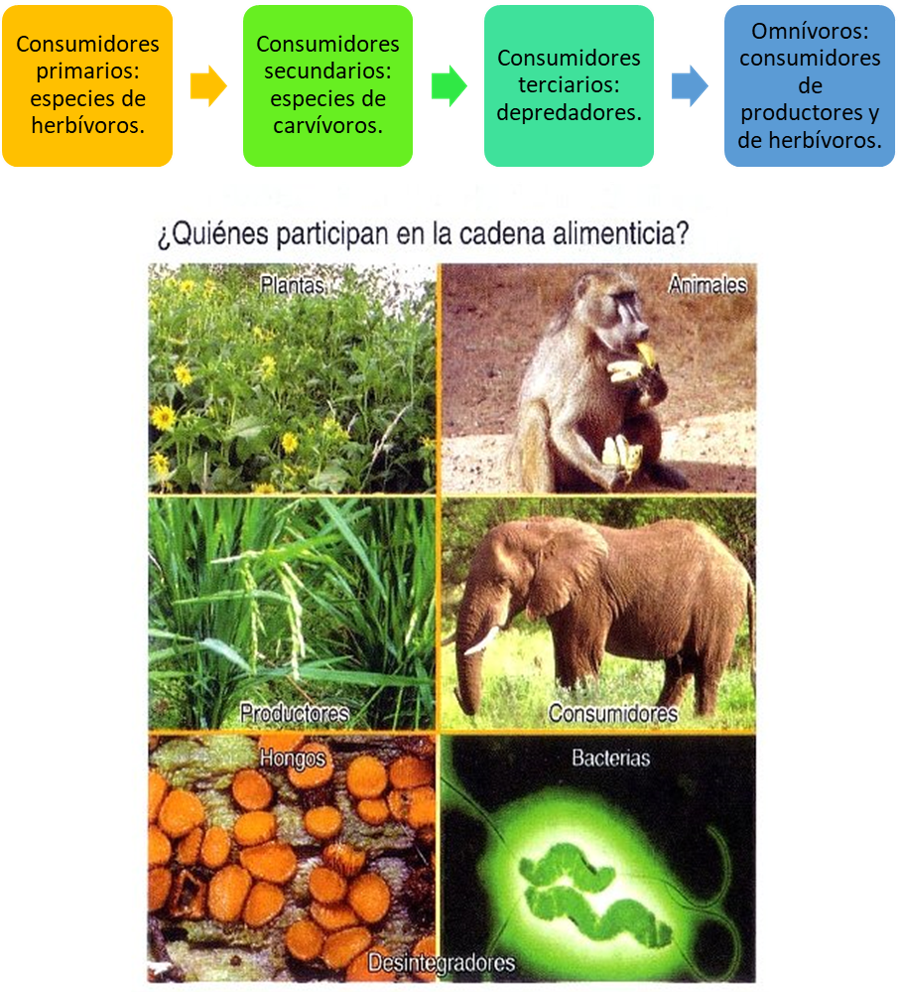 Consumidores
primarios:
especies de
herbívoros.
Consumidores
secundarios:
especies de
carvívoros.
Consumidores
terciarios:
depredadores.
Omnívoros:
consumidores
de
productores y
de herbívoros.
¿Quiénes participan en la cadena alimenticia?
Plantas
Animales
Productores
Consumidores
Hongos
Bacterias
Desintegradores